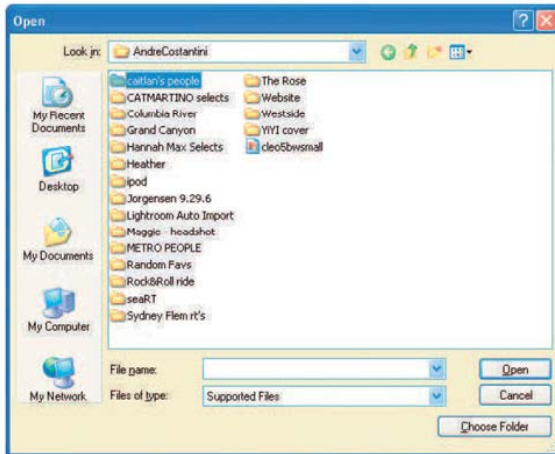 Open
Look in: AndreCostantini
My Recent Documents
Desktop
My Documents
My Computer
My Network
caitlan's people
CATMARTINO selects
Columbia River
Grand Canyon
Hannah Max Selects
Heather
ipod
Jorgensen 9.29.6
Lightroom Auto Import
Maggie - headshot
METRO PEOPLE
Random Favs
Rock&Roll ride
seaRT
Sydney Flem rt's
The Rose
Website
Westside
YIYI cover
cleo5bwsmall
File name:
Open
Files of type: Supported Files
Cancel
Choose Folder